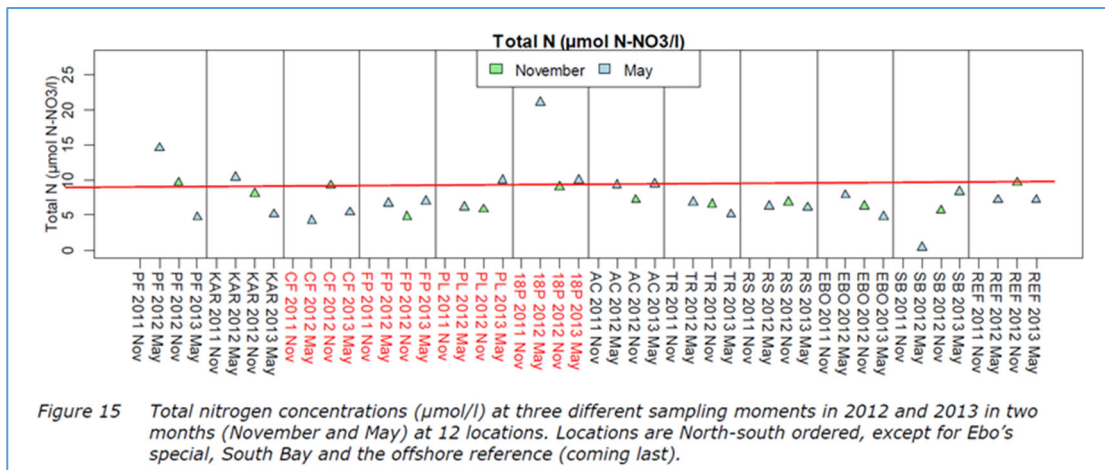 Total N (µmol N-NO3/l)
November May
Total N (µmol N-NO3/l)
25
20
15
10
5
0
PF 2011 Nov
PF 2012 May
PF 2012 Nov
PF 2013 May
KAR 2011 Nov
KAR 2012 May
KAR 2012 Nov
KAR 2013 May
CF 2011 Nov
CF 2012 May
CF 2012 Nov
CF 2013 May
FP 2011 Nov
FP 2012 May
FP 2012 Nov
FP 2013 May
PL 2011 Nov
PL 2012 May
PL 2012 Nov
PL 2013 May
18P 2011 Nov
18P 2012 May
18P 2012 Nov
18P 2013 May
AC 2011 Nov
AC 2012 May
AC 2012 Nov
AC 2013 May
TR 2011 Nov
TR 2012 May
TR 2012 Nov
TR 2013 May
RS 2011 Nov
RS 2012 May
RS 2012 Nov
RS 2013 May
EBO 2011 Nov
EBO 2012 May
EBO 2012 Nov
EBO 2013 May
SB 2011 Nov
SB 2012 May
SB 2012 Nov
SB 2013 May
REF 2011 Nov
REF 2012 May
REF 2012 Nov
REF 2013 May
Figure 15 Total nitrogen concentrations (µmol/l) at three different sampling moments in 2012 and 2013 in two
months (November and May) at 12 locations. Locations are North-south ordered, except for Ebo's
special, South Bay and the offshore reference (coming last).